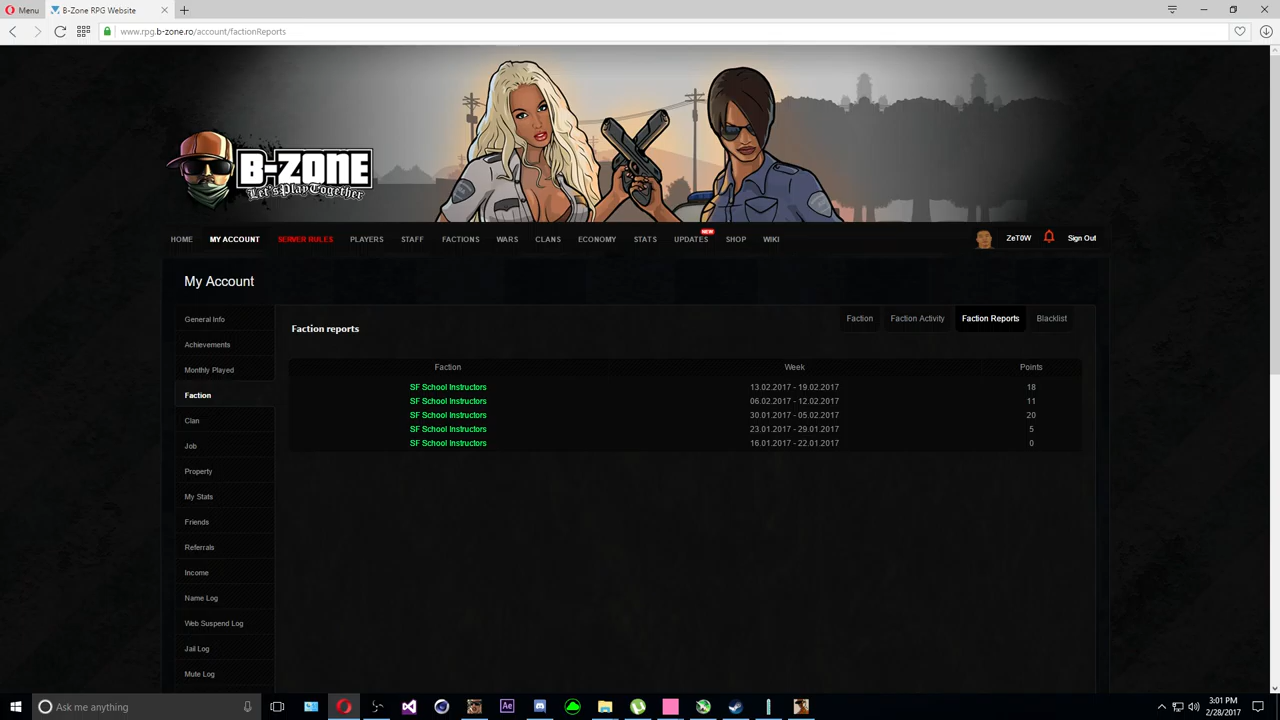 Menu
B-Zone RPG Website
www.rpg.b-zone.ro/account/factionReports
B-ZONE
Let'sPlayTogether
HOME MY ACCOUNT SERVER RULES PLAYERS STAFF FACTIONS WARS CLANS ECONOMY STATS UPDATES NEW SHOP WIKI ZeT0W Sign Out
My Account
General Info
Achievements
Monthly Played
Faction
Clan
Job
Property
My Stats
Friends
Referrals
Income
Name Log
Web Suspend Log
Jail Log
Mute Log
Faction reports
Faction Faction Activity Faction Reports Blacklist
Faction Week Points
SF School Instructors 13.02.2017 - 19.02.2017 18
SF School Instructors 06.02.2017 - 12.02.2017 11
SF School Instructors 30.01.2017 - 05.02.2017 20
SF School Instructors 23.01.2017 - 29.01.2017 5
SF School Instructors 16.01.2017 - 22.01.2017 0
Ask me anything
Ae
3:01 PM
2/28/2017